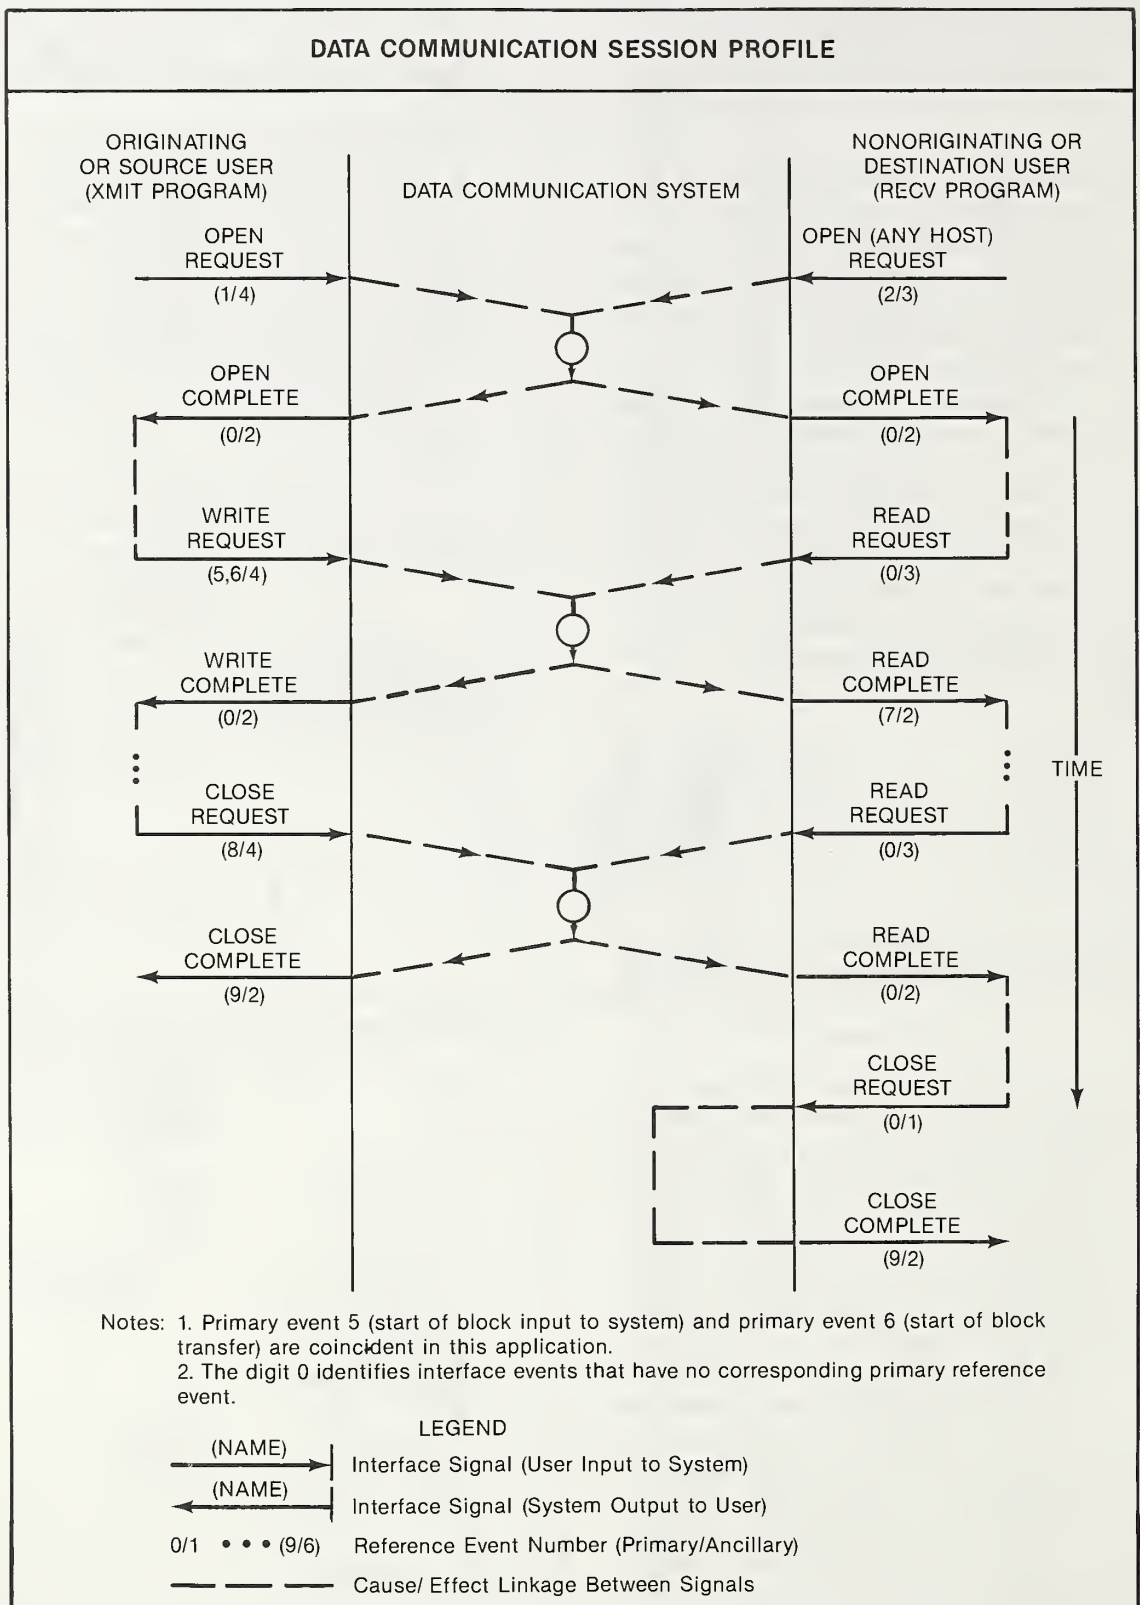 DATA COMMUNICATION SESSION PROFILE
ORIGINATING
OR SOURCE USER
(XMIT PROGRAM)
DATA COMMUNICATION SYSTEM
NONORIGINATING OR
DESTINATION USER
(RECV PROGRAM)
OPEN
REQUEST
(1/4)
OPEN (ANY HOST)
REQUEST
(2/3)
OPEN
COMPLETE
(0/2)
OPEN
COMPLETE
(0/2)
WRITE
REQUEST
(5,6/4)
READ
REQUEST
(0/3)
WRITE
COMPLETE
(0/2)
READ
COMPLETE
(7/2)
TIME
CLOSE
REQUEST
(8/4)
READ
REQUEST
(0/3)
CLOSE
COMPLETE
(9/2)
READ
COMPLETE
(0/2)
CLOSE
REQUEST
(0/1)
CLOSE
COMPLETE
(9/2)
Notes: 1. Primary event 5 (start of block input to system) and primary event 6 (start of block
transfer) are coincident in this application.
2. The digit 0 identifies interface events that have no corresponding primary reference
event.
LEGEND
(NAME)
Interface Signal (User Input to System)
(NAME)
Interface Signal (System Output to User)
0/1 • • • (9/6) Reference Event Number (Primary/Ancillary)
Cause/ Effect Linkage Between Signals